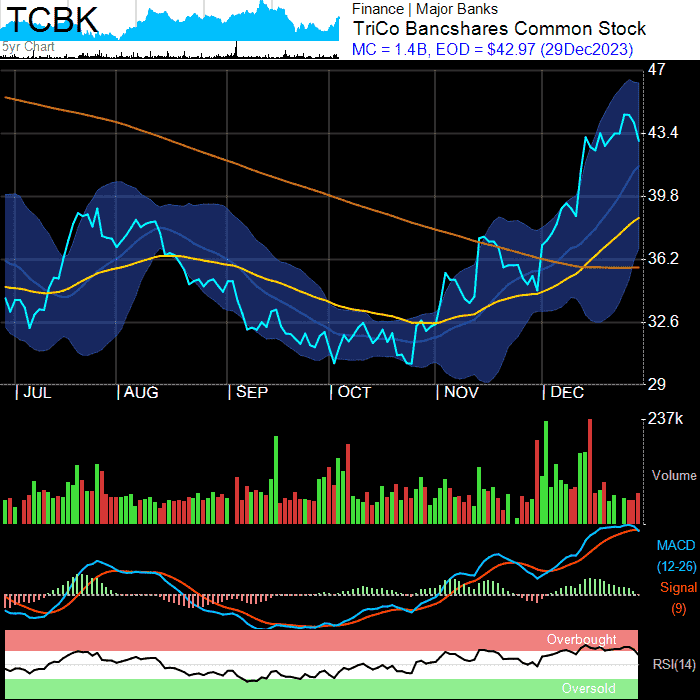 TCBK
5yr Chart
Finance | Major Banks
TriCo Bancshares Common Stock
MC = 1.4B, EOD = $42.97 (29Dec2023)
47
43.4
39.8
36.2
32.6
29
| JUL | AUG | SEP | OCT | NOV | DEC
237k
Volume
MACD
(12-26)
Signal
(9)
Overbought
RSI(14)
Oversold